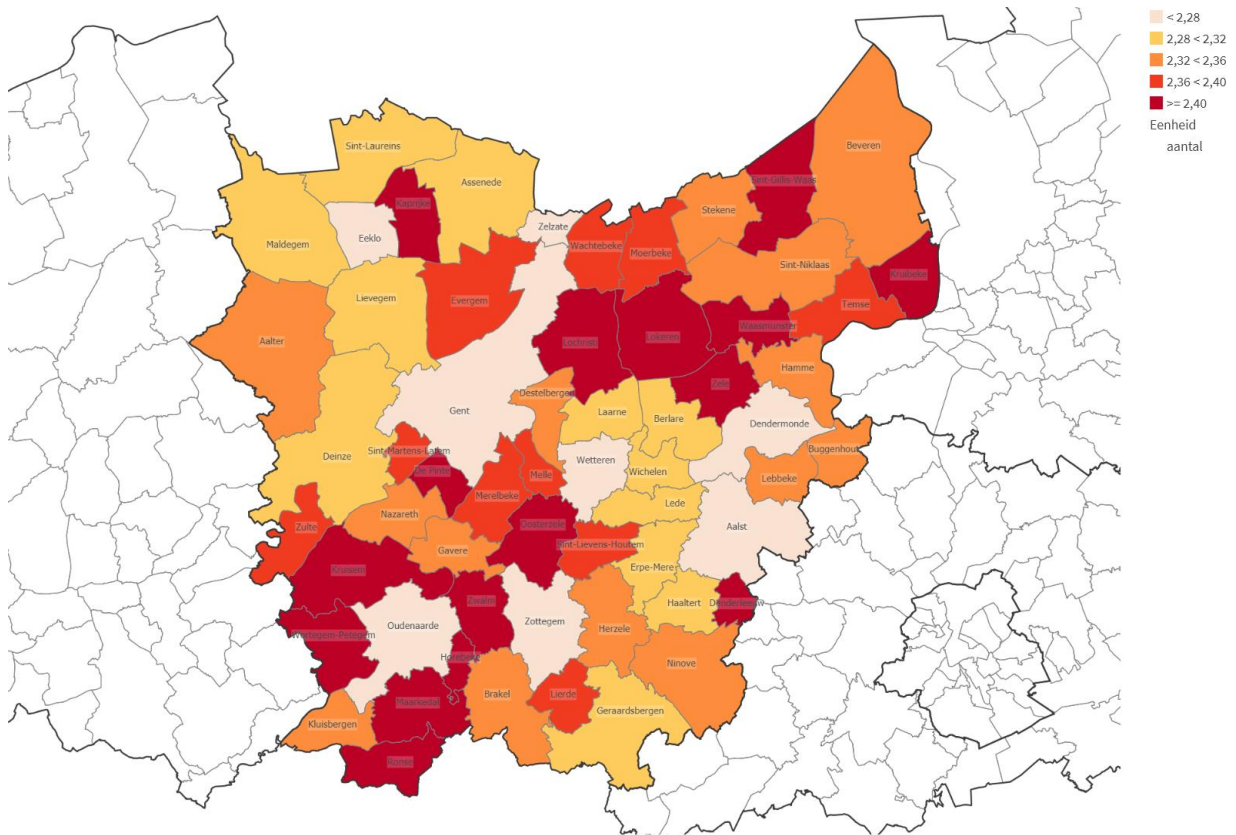 < 2,28
2,28 < 2,32
2,32 < 2,36
2,36 < 2,40
>= 2,40
Eenheid
aantal
Beveren
Sint-Laureins
Sint-Gillis-Waas
Assenede
Kaprijke
Stekene
Zelzate
Eeklo
Maldegem
Wachtebeke
Moerbeke
Sint-Niklaas
Kruibeke
Lievegem
Evergem
Temse
Waasmunster
Aalter
Lochristi
Lokeren
Hamme
Zele
Destelbergen
Gent
Laarne
Berlare
Dendermonde
Sint-Martens-Latem
Buggenhout
Deinze
Wetteren
De Pinte
Melle
Wichelen
Lebbeke
Merelbeke
Lede
Nazareth
Zulte
Oosterzele
Aalst
Gavere
Sint-Lievens-Houtem
Kruisem
Erpe-Mere
Zwalm
Haaltert
Denderleeuw
Oudenaarde
Zottegem
Herzele
Wortegem-Petegem
Horebeke
Ninove
Brakel
Lierde
Maarkedal
Geraardsbergen
Kluisbergen
Ronse